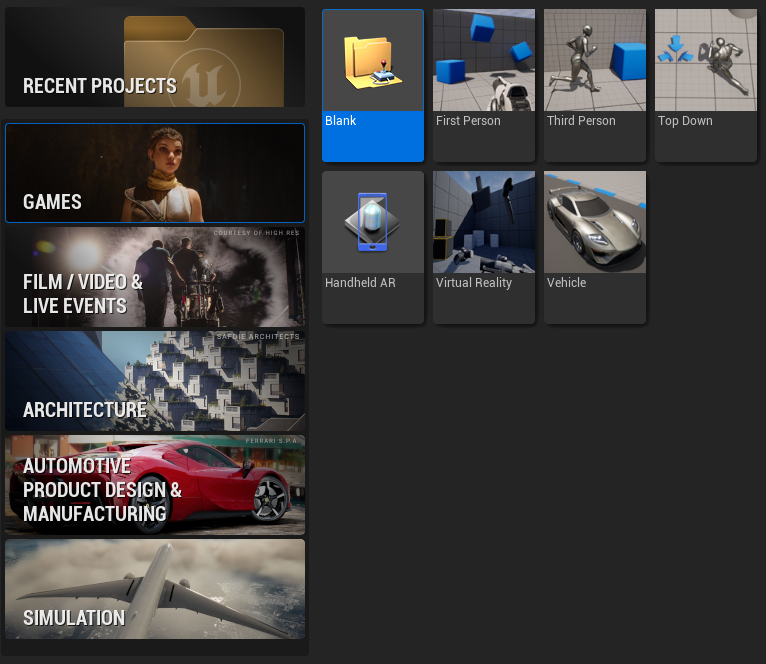 RECENT PROJECTS
GAMES
COURTESY OF HIGH RES
FILM / VIDEO &
LIVE EVENTS
SAFDIE ARCHITECTS
ARCHITECTURE
FERRARI S.P.A
AUTOMOTIVE
PRODUCT DESIGN &
MANUFACTURING
SIMULATION
Blank
First Person
Third Person
Top Down
Handheld AR
Virtual Reality
Vehicle